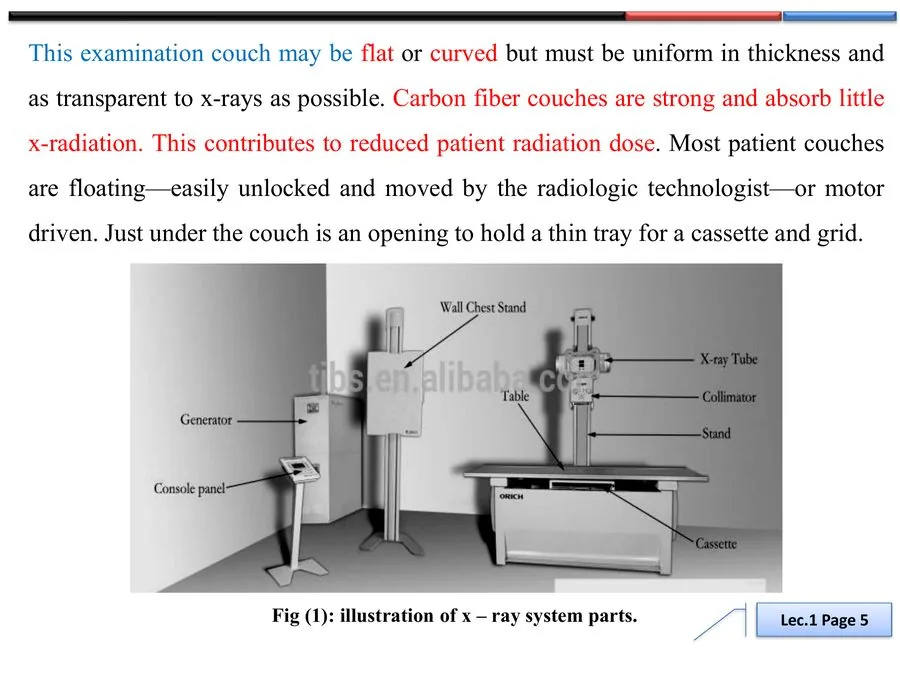 This examination couch may be flat or curved but must be uniform in thickness and
as transparent to x-rays as possible. Carbon fiber couches are strong and absorb little
x-radiation. This contributes to reduced patient radiation dose. Most patient couches
are floating—easily unlocked and moved by the radiologic technologist—or motor
driven. Just under the couch is an opening to hold a thin tray for a cassette and grid.
Wall Chest Stand
X-ray Tube
tibs.en.alibaba.co
Table
Collimator
Generator
Stand
Console panel
ORICH
Cassette
Fig (1): illustration of x – ray system parts.
Lec.1 Page 5